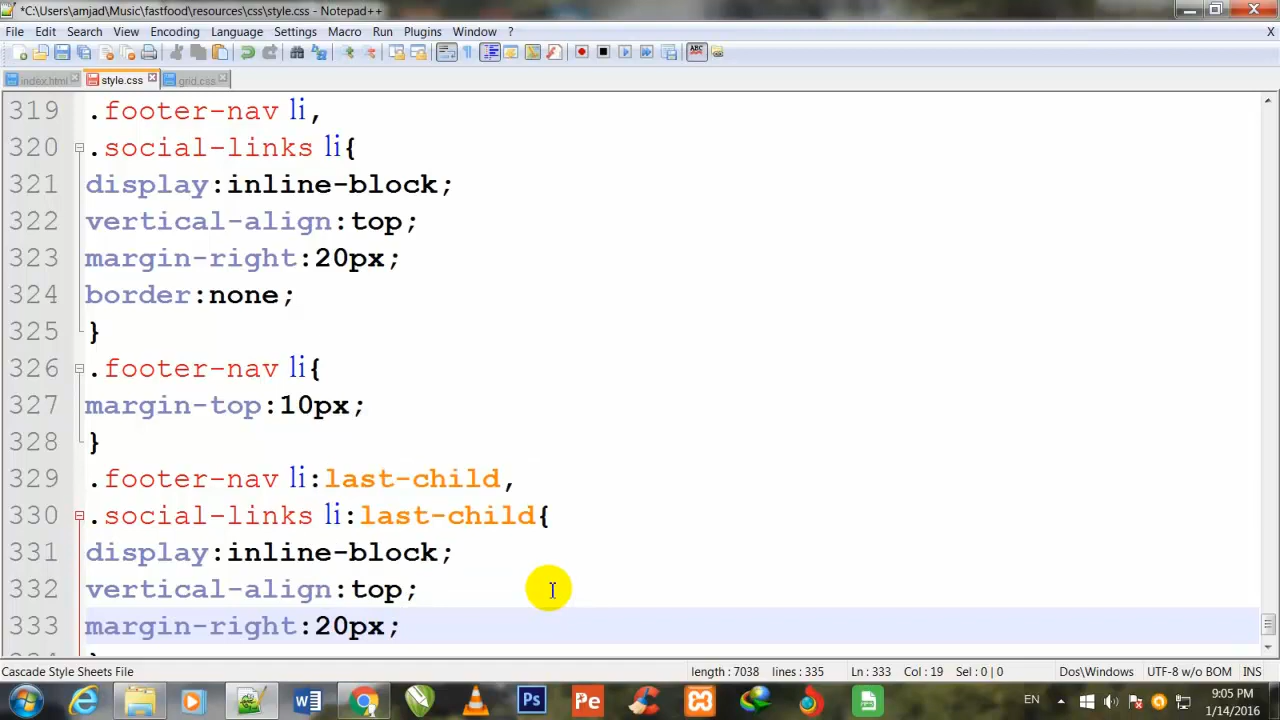 *C:\Users\amjad\Music\fastfood\resources\css\style.css - Notepad++
File Edit Search View Encoding Language Settings Macro Run Plugins Window ? X
index.html style.css grid.css
319 .footer-nav li,
320 .social-links li{
321 display:inline-block;
322 vertical-align:top;
323 margin-right:20px;
324 border:none;
325 }
326 .footer-nav li{
327 margin-top:10px;
328 }
329 .footer-nav li:last-child,
330 .social-links li:last-child{
331 display:inline-block;
332 vertical-align:top;
333 margin-right:20px;
Cascade Style Sheets File length : 7038 lines : 335 Ln : 333 Col : 19 Sel : 0 | 0 Dos\Windows UTF-8 w/o BOM INS
EN 9:05 PM
1/14/2016